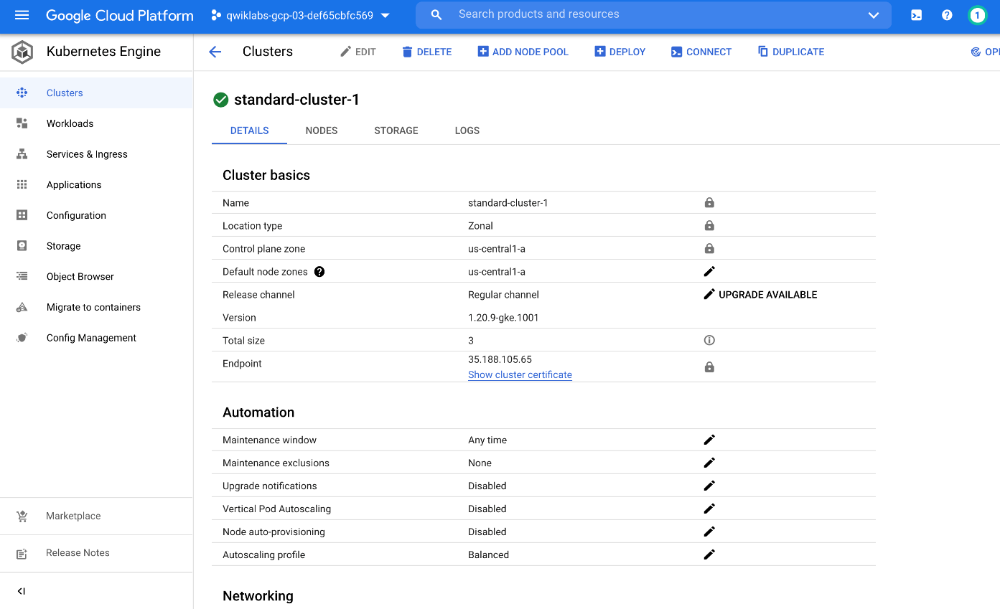 Google Cloud Platform qwiklabs-gcp-03-def65cbfc569 Search products and resources 1
Kubernetes Engine
Clusters EDIT DELETE ADD NODE POOL DEPLOY CONNECT DUPLICATE OPE
Clusters
Workloads
Services & Ingress
Applications
Configuration
Storage
Object Browser
Migrate to containers
Config Management
Marketplace
Release Notes
standard-cluster-1
DETAILS NODES STORAGE LOGS
Cluster basics
Name standard-cluster-1
Location type Zonal
Control plane zone us-central1-a
Default node zones ? us-central1-a
Release channel Regular channel UPGRADE AVAILABLE
Version 1.20.9-gke.1001
Total size 3
Endpoint 35.188.105.65
Show cluster certificate
Automation
Maintenance window Any time
Maintenance exclusions None
Upgrade notifications Disabled
Vertical Pod Autoscaling Disabled
Node auto-provisioning Disabled
Autoscaling profile Balanced
Networking